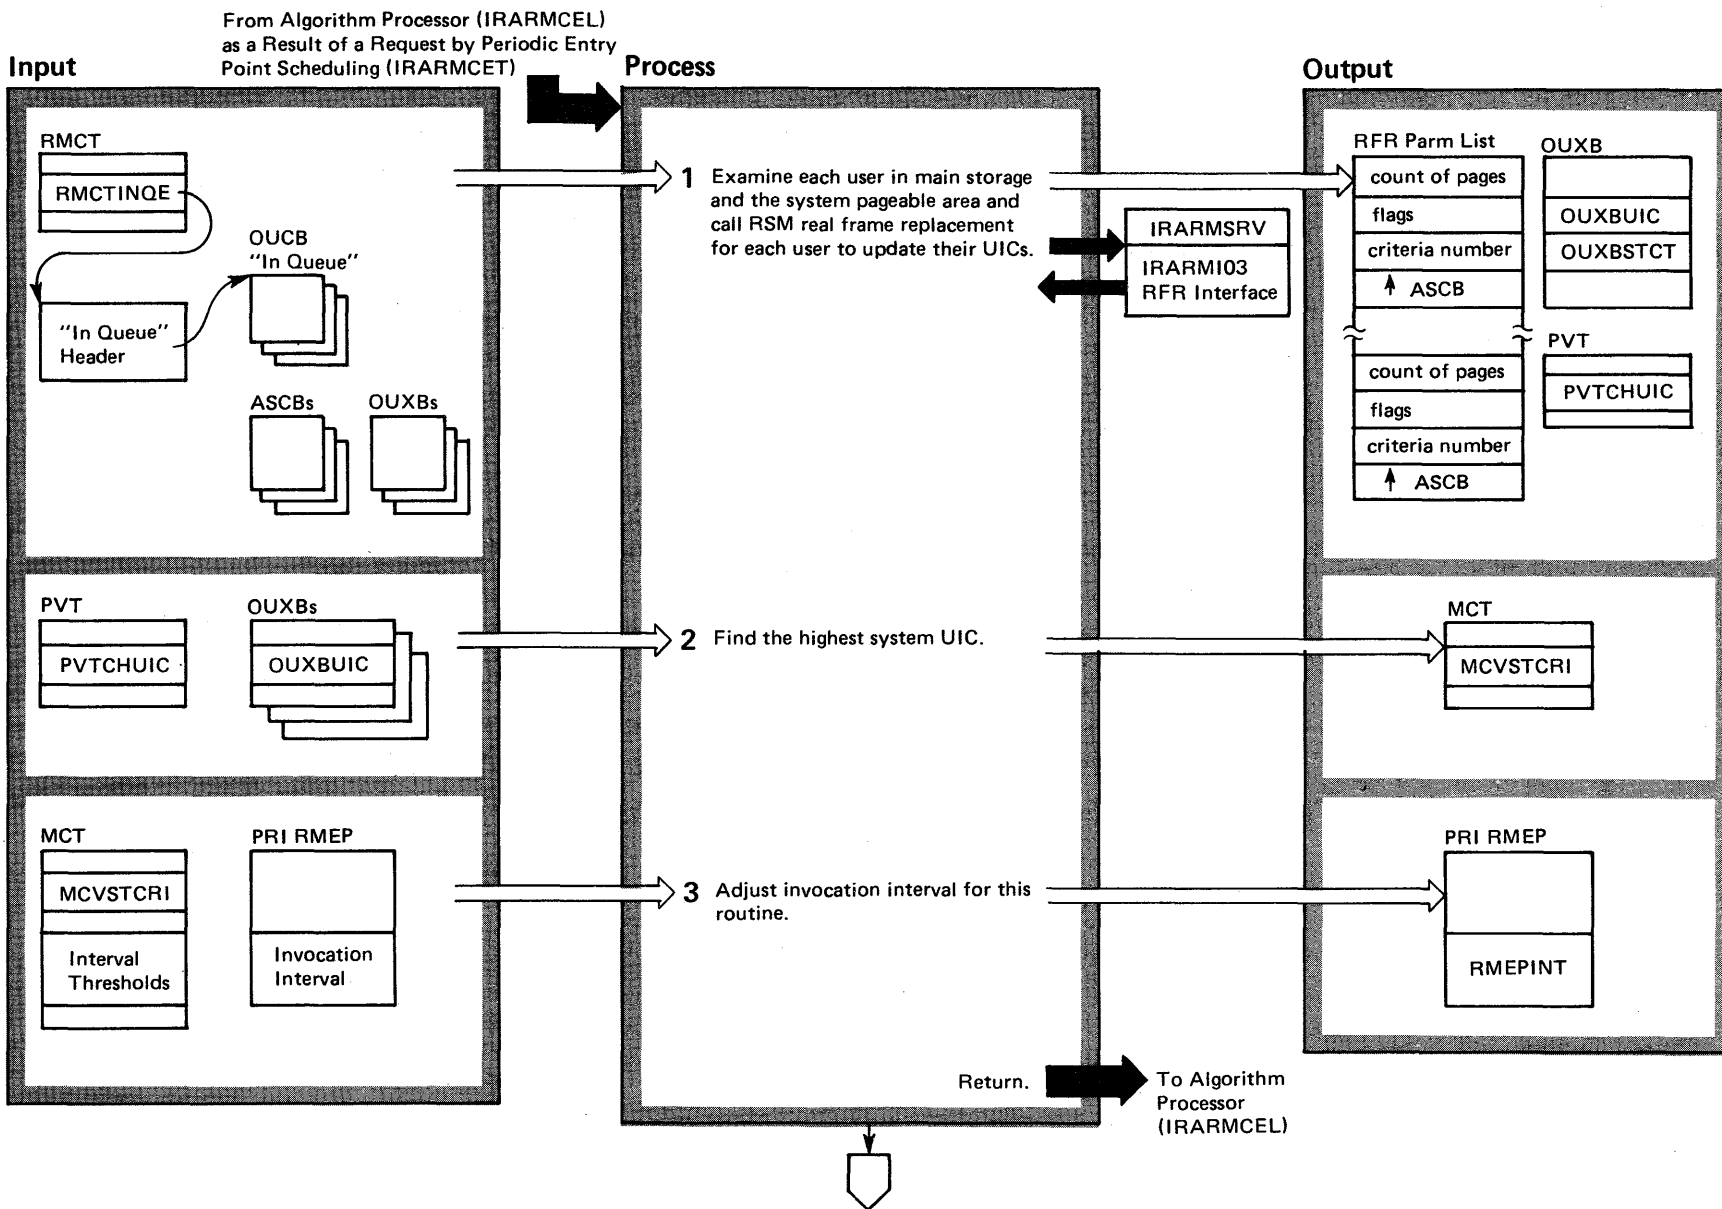 From Algorithm Processor (IRARMCEL)
as a Result of a Request by Periodic Entry
Point Scheduling (IRARMCET)
Input
Process
Output
RMCT
RMCTINQE
OUCB
"In Queue"
"In Queue"
Header
ASCBs
OUXBs
1 Examine each user in main storage
and the system pageable area and
call RSM real frame replacement
for each user to update their UICs.
IRARMSRV
IRARMI03
RFR Interface
RFR Parm List
count of pages
flags
criteria number
ASCB
count of pages
flags
criteria number
ASCB
OUXB
OUXBUIC
OUXBSTCT
PVT
PVTCHUIC
PVT
PVTCHUIC
OUXBs
OUXBUIC
2 Find the highest system UIC.
MCT
MCVSTCRI
MCT
MCVSTCRI
Interval
Thresholds
PRI RMEP
Invocation
Interval
3 Adjust invocation interval for this
routine.
PRI RMEP
RMEPINT
Return.
To Algorithm
Processor
(IRARMCEL)